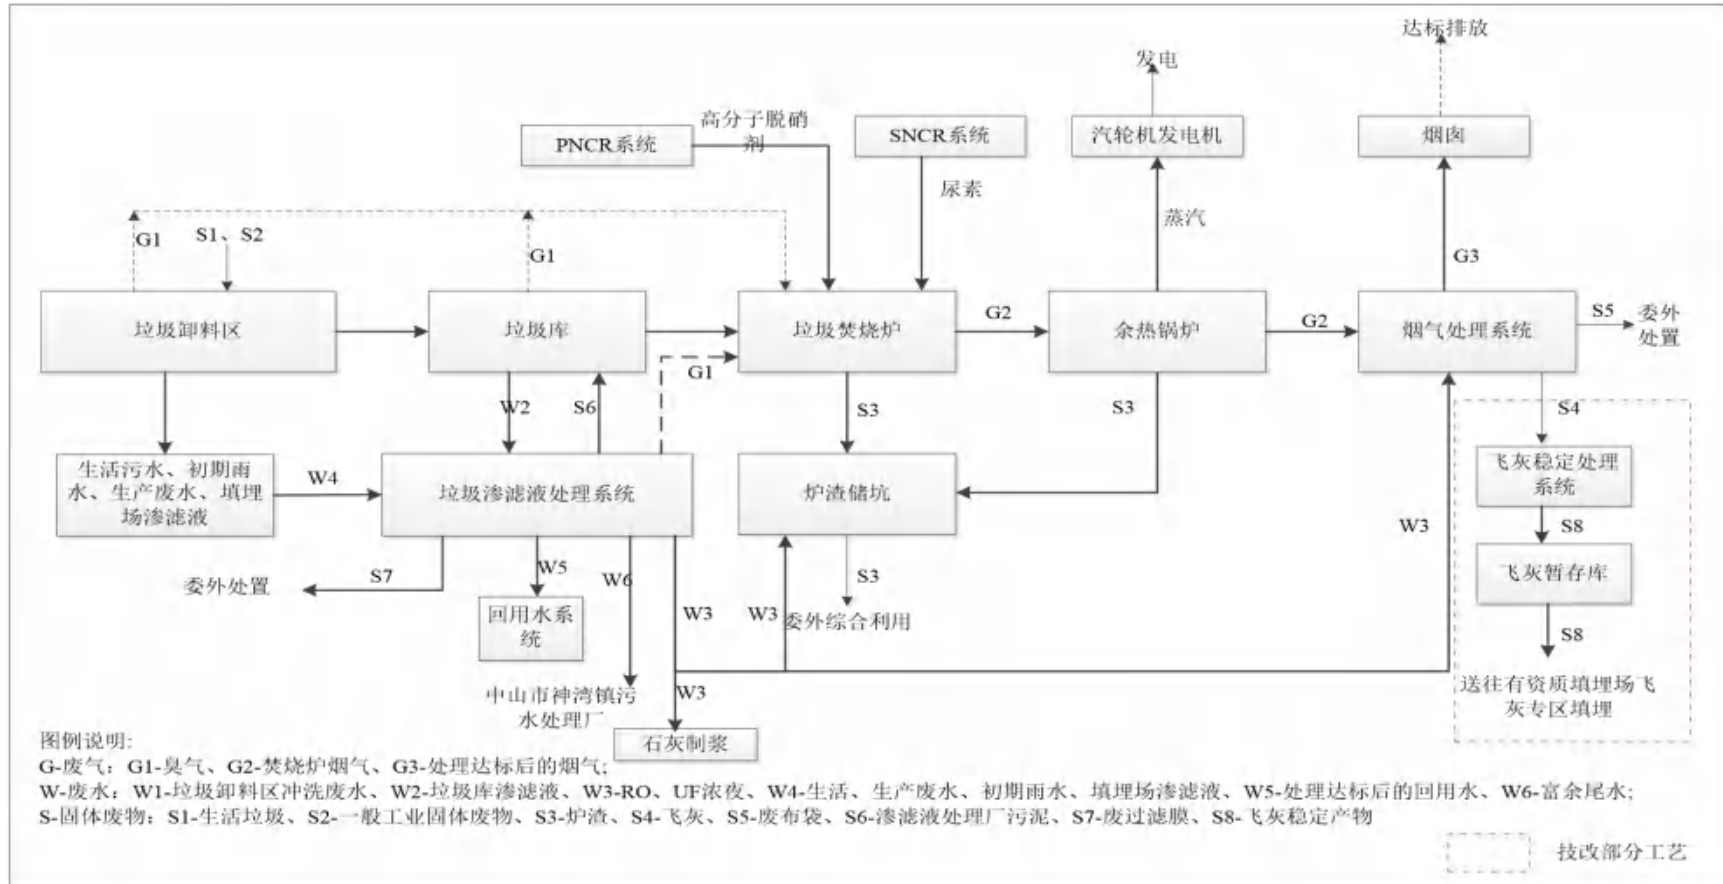 达标排放
发电
高分子脱硝
剂
PNCR系统
SNCR系统
汽轮机发电机
烟囱
尿素
蒸汽
G1
S1、S2
G1
G3
垃圾卸料区
垃圾库
垃圾焚烧炉
G2
余热锅炉
G2
烟气处理系统
S5
委外
处置
G1
W2
S6
S3
S3
S4
生活污水、初期雨
水、生产废水、填埋
场渗滤液
W4
垃圾渗滤液处理系统
炉渣储坑
飞灰稳定处理
系统
W3
S8
委外处置
S7
W5
W6
S3
飞灰暂存库
回用水系
统
W3
W3
委外综合利用
S8
中山市神湾镇污
水处理厂
W3
送往有资质填埋场飞
灰专区填埋
石灰制浆
图例说明:
G-废气：G1-臭气、G2-焚烧炉烟气、G3-处理达标后的烟气;
W-废水：W1-垃圾卸料区冲洗废水、W2-垃圾库渗滤液、W3-RO、UF浓夜、W4-生活、生产废水、初期雨水、填埋场渗滤液、W5-处理达标后的回用水、W6-富余尾水;
S-固体废物：S1-生活垃圾、S2-一般工业固体废物、S3-炉渣、S4-飞灰、S5-废布袋、S6-渗滤液处理厂污泥、S7-废过滤膜、S8-飞灰稳定产物
技改部分工艺